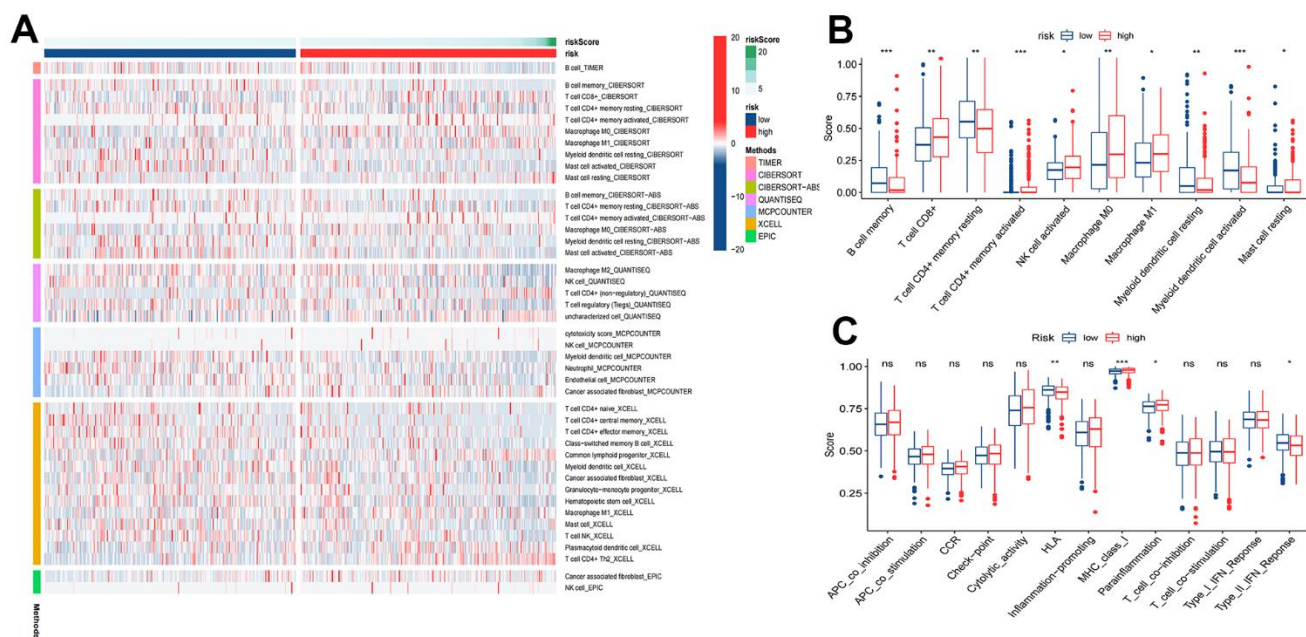 A
riskScore
risk
B cell_TIMER
B cell memory_CIBERSORT
T cell CD8+_CIBERSORT
T cell CD4+ memory resting_CIBERSORT
T cell CD4+ memory activated_CIBERSORT
Macrophage M0_CIBERSORT
Macrophage M1_CIBERSORT
Myeloid dendritic cell resting_CIBERSORT
Mast cell activated_CIBERSORT
Mast cell resting_CIBERSORT
B cell memory_CIBERSORT-ABS
T cell CD4+ memory resting_CIBERSORT-ABS
T cell CD4+ memory activated_CIBERSORT-ABS
Macrophage M0_CIBERSORT-ABS
Myeloid dendritic cell resting_CIBERSORT-ABS
Mast cell activated_CIBERSORT-ABS
Macrophage M2_QUANTISEQ
NK cell_QUANTISEQ
T cell CD4+ (non-regulatory)_QUANTISEQ
T cell regulatory (Tregs)_QUANTISEQ
uncharacterized cell_QUANTISEQ
cytotoxicity score_MCPCOUNTER
NK cell_MCPCOUNTER
Myeloid dendritic cell_MCPCOUNTER
Neutrophil_MCPCOUNTER
Endothelial cell_MCPCOUNTER
Cancer associated fibroblast_MCPCOUNTER
T cell CD4+ naive_XCELL
T cell CD4+ central memory_XCELL
T cell CD4+ effector memory_XCELL
Class-switched memory B cell_XCELL
Common lymphoid progenitor_XCELL
Myeloid dendritic cell_XCELL
Cancer associated fibroblast_XCELL
Granulocyte-monocyte progenitor_XCELL
Hematopoietic stem cell_XCELL
Macrophage M1_XCELL
Mast cell_XCELL
T cell NK_XCELL
Plasmacytoid dendritic cell_XCELL
T cell CD4+ Th2_XCELL
Cancer associated fibroblast_EPIC
NK cell_EPIC
Methods
20
10
0
-10
-20
riskScore
20
5
risk
low
high
Methods
TIMER
CIBERSORT
CIBERSORT-ABS
QUANTISEQ
MCPCOUNTER
XCELL
EPIC
B
risk low high
*** ** ** *** * ** * ** *** *
1.00
0.75
0.50
0.25
0.00
Score
B cell memory
T cell CD8+
T cell CD4+ memory resting
T cell CD4+ memory activated
NK cell activated
Macrophage M0
Macrophage M1
Myeloid dendritic cell resting
Myeloid dendritic cell activated
Mast cell resting
C
Risk low high
ns ns ns ns ns ** ns *** * ns ns ns *
1.00
0.75
0.50
0.25
Score
APC_co_inhibition
APC_co_stimulation
CCR
Check-point
Cytolytic_activity
HLA
Inflammation-promoting
MHC_class_I
Parainflammation
T_cell_co-inhibition
T_cell_co-stimulation
Type_I_IFN_Reponse
Type_II_IFN_Reponse